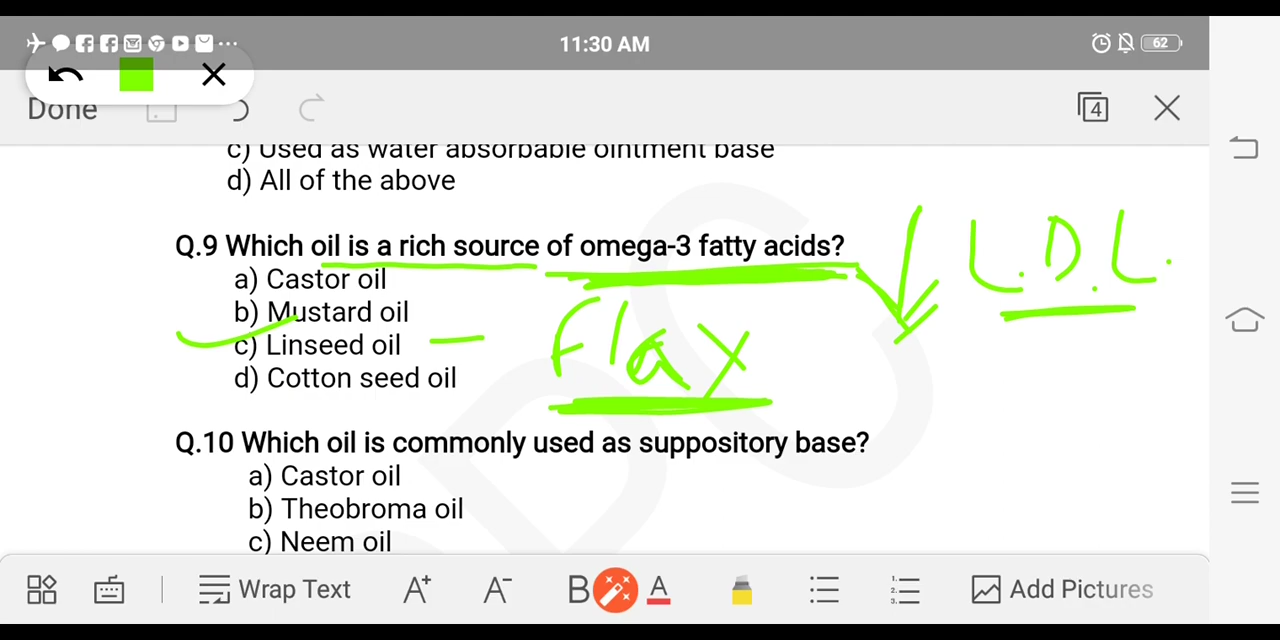 11:30 AM
62
Done
4
c) Used as water absorbable ointment base
d) All of the above
Q.9 Which oil is a rich source of omega-3 fatty acids?
L.D.L.
a) Castor oil
b) Mustard oil
c) Linseed oil – Flax
d) Cotton seed oil
Q.10 Which oil is commonly used as suppository base?
a) Castor oil
b) Theobroma oil
c) Neem oil
Wrap Text A+ A- B A Add Pictures